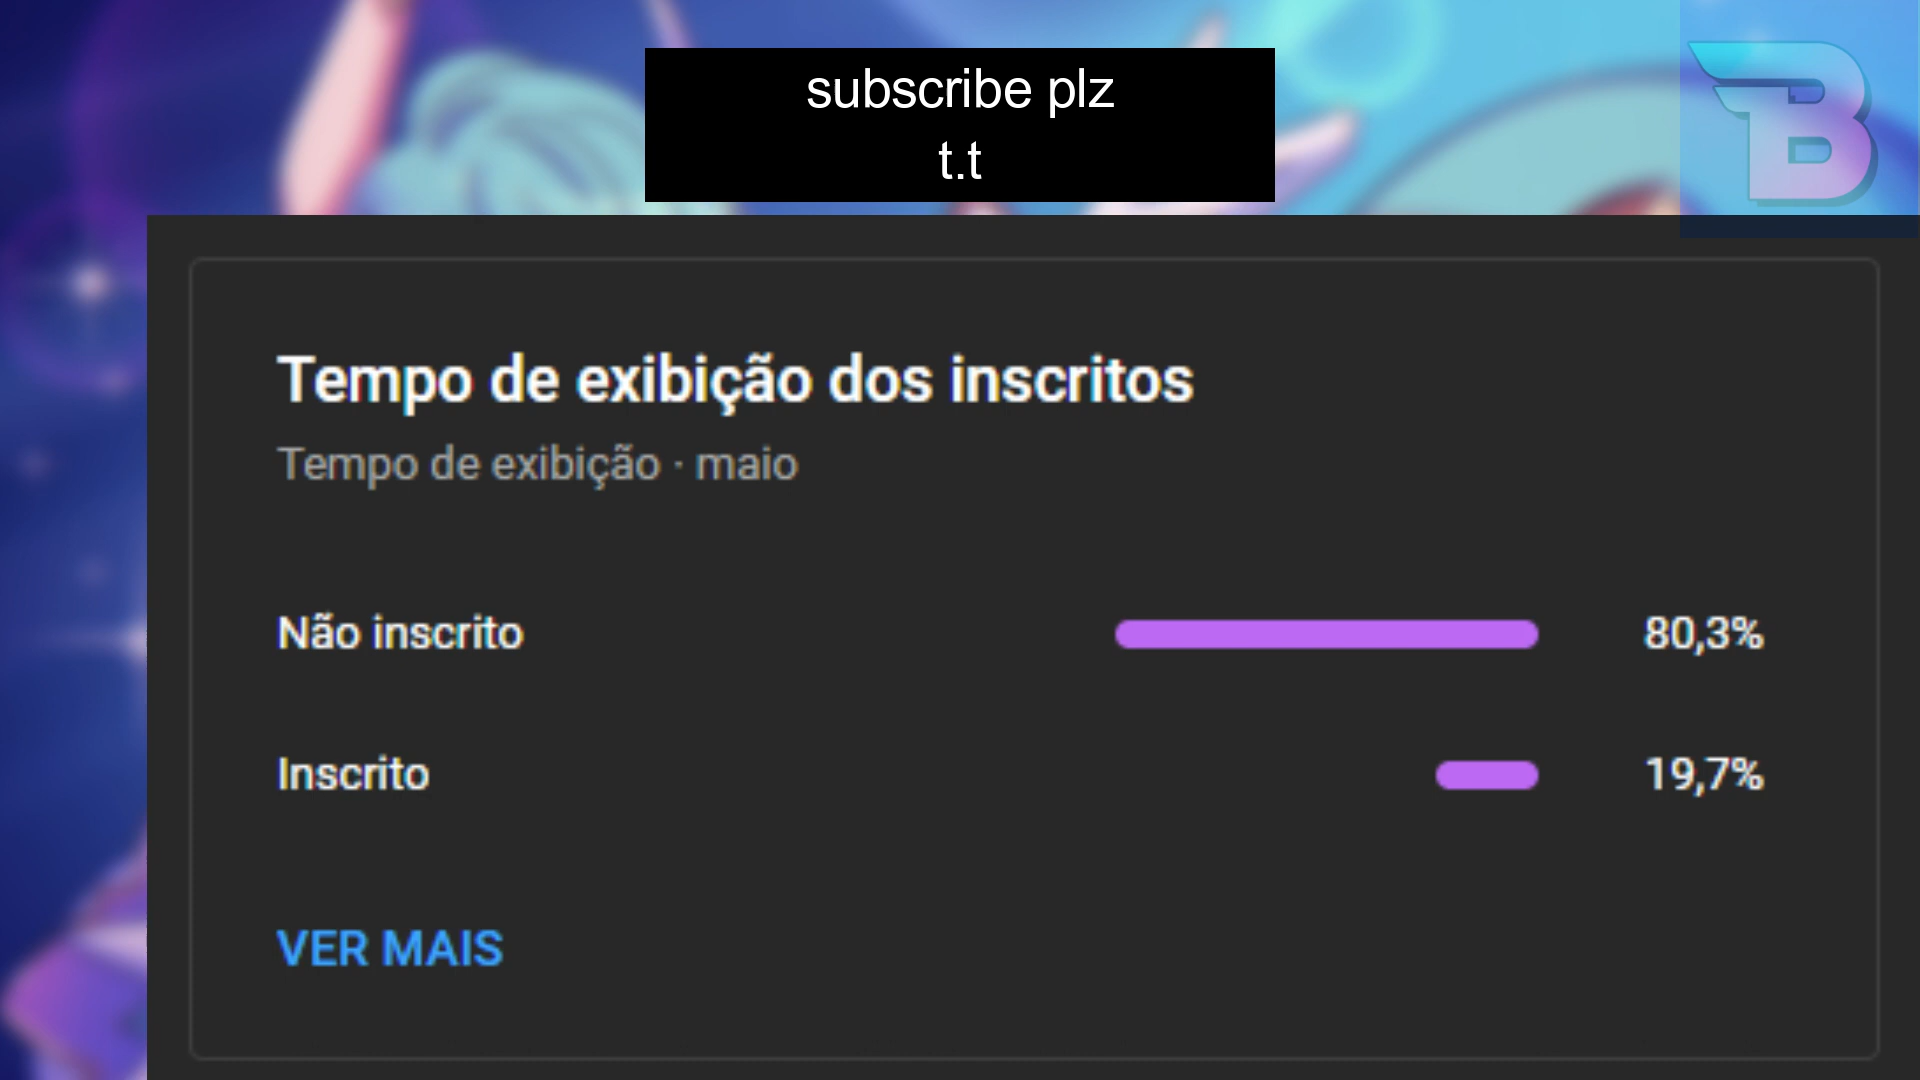 subscribe plz
t.t
B
Tempo de exibição dos inscritos
Tempo de exibição · maio
Não inscrito 80,3%
Inscrito 19,7%
VER MAIS